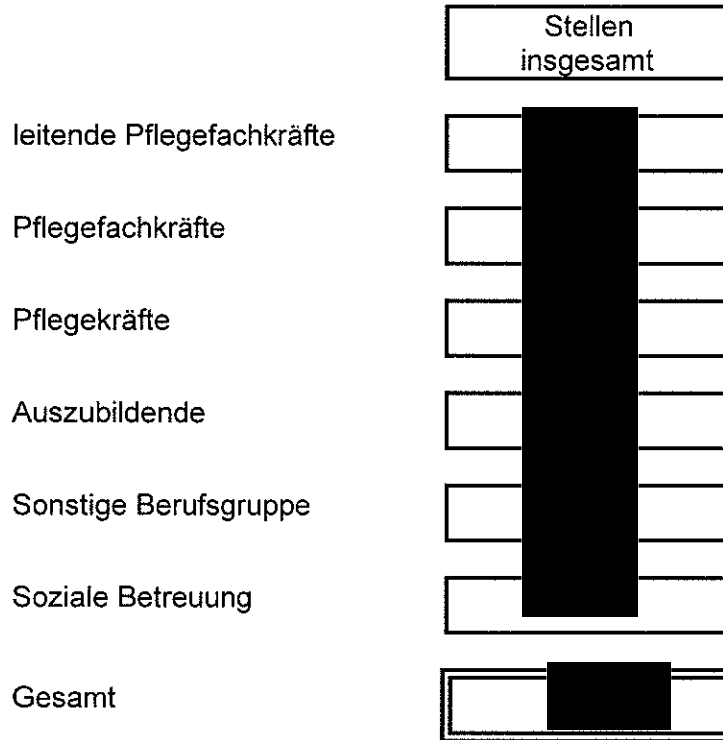 Stellen
insgesamt
leitende Pflegefachkräfte
Pflegefachkräfte
Pflegekräfte
Auszubildende
Sonstige Berufsgruppe
Soziale Betreuung
Gesamt